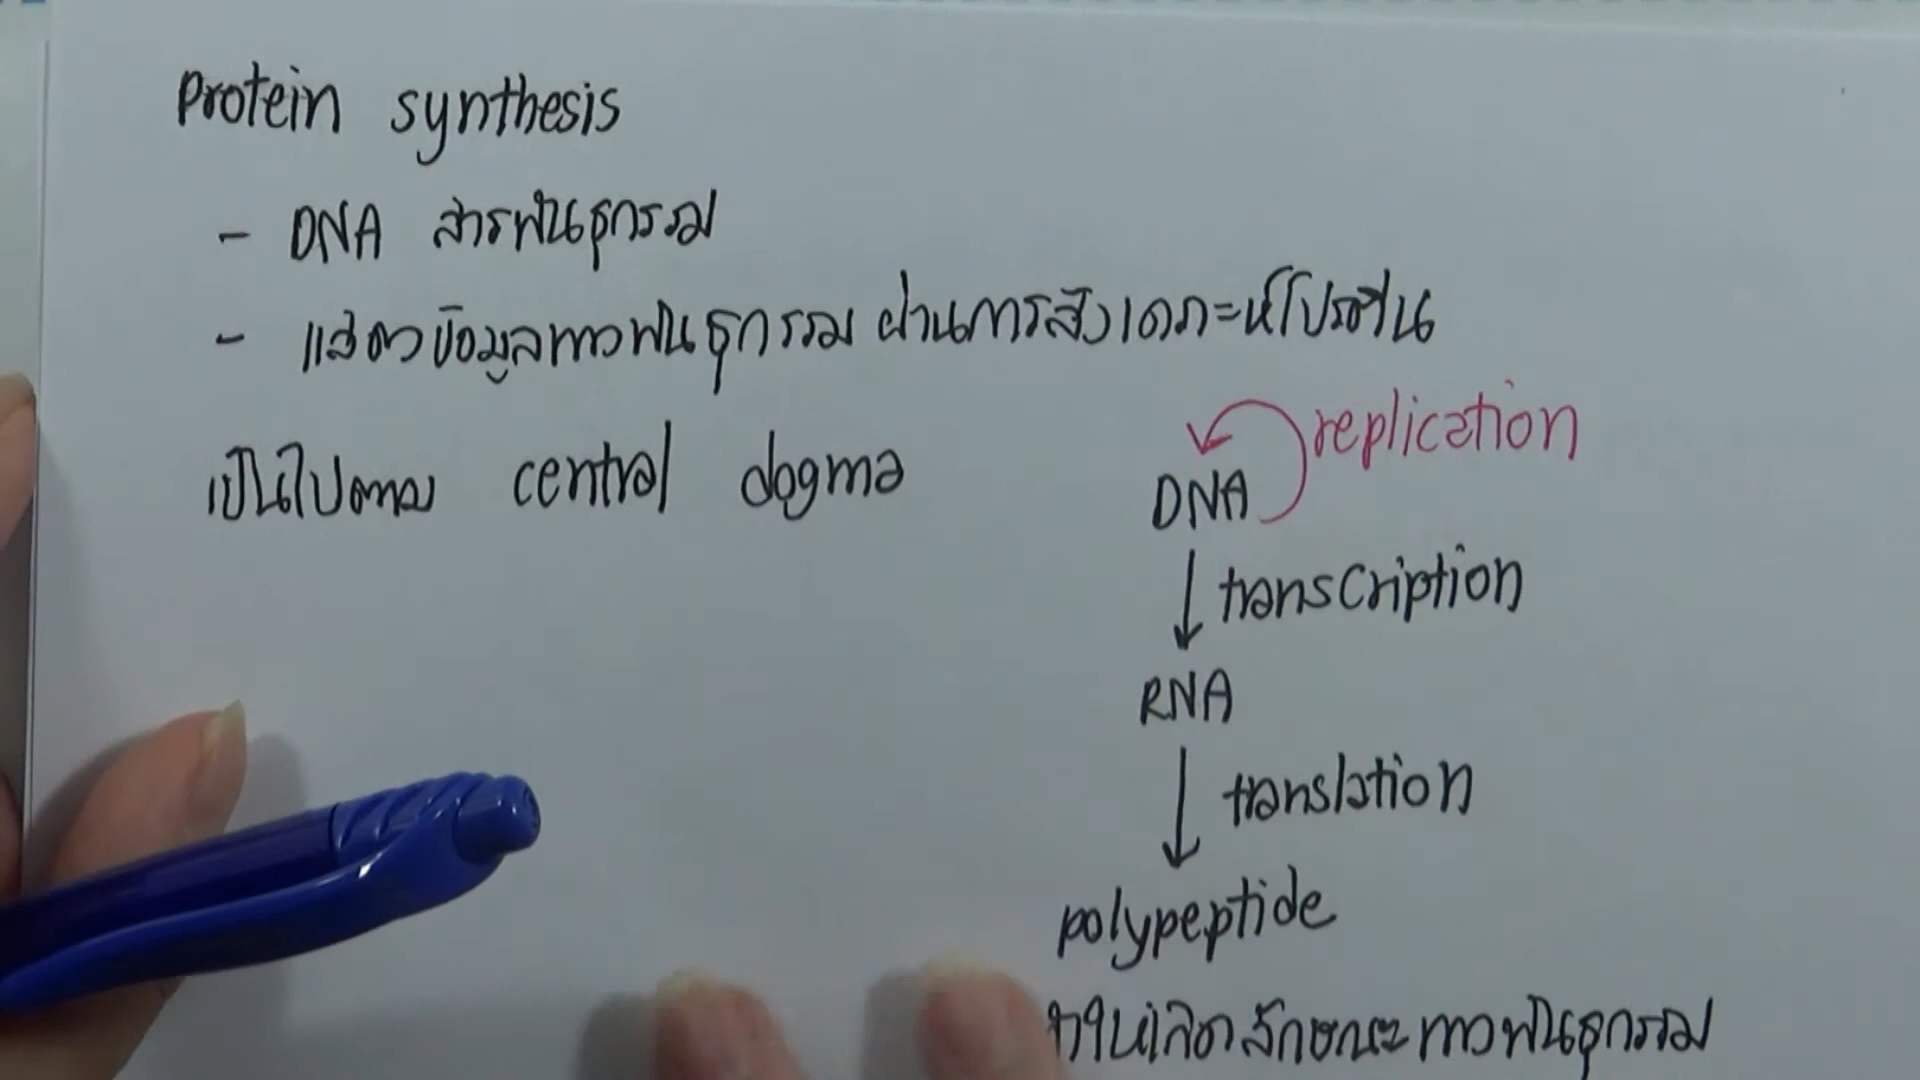 Protein synthesis
- DNA สารพันธุกรรม
- แสดงข้อมูลทางพันธุกรรม ผ่านการสังเคราะห์โปรตีน
เป็นไปตาม central dogma
replication
DNA
transcription
RNA
translation
polypeptide
ทำให้เกิดลักษณะทางพันธุกรรม